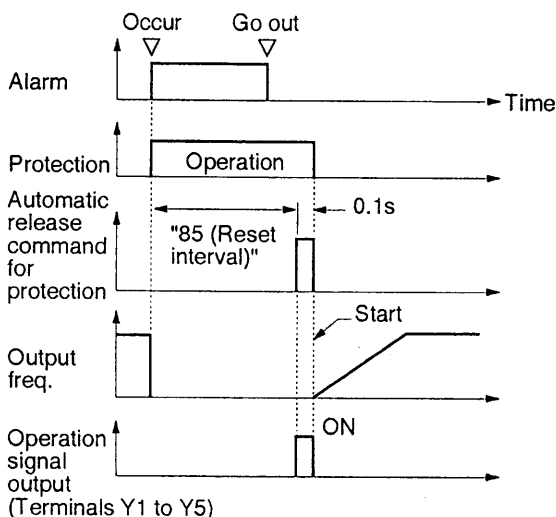 Occur
Go out
Alarm
Time
Protection
Operation
Automatic
release
command
for
protection
"85 (Reset
interval)"
0.1s
Start
Output
freq.
ON
Operation
signal
output
(Terminals Y1 to Y5)